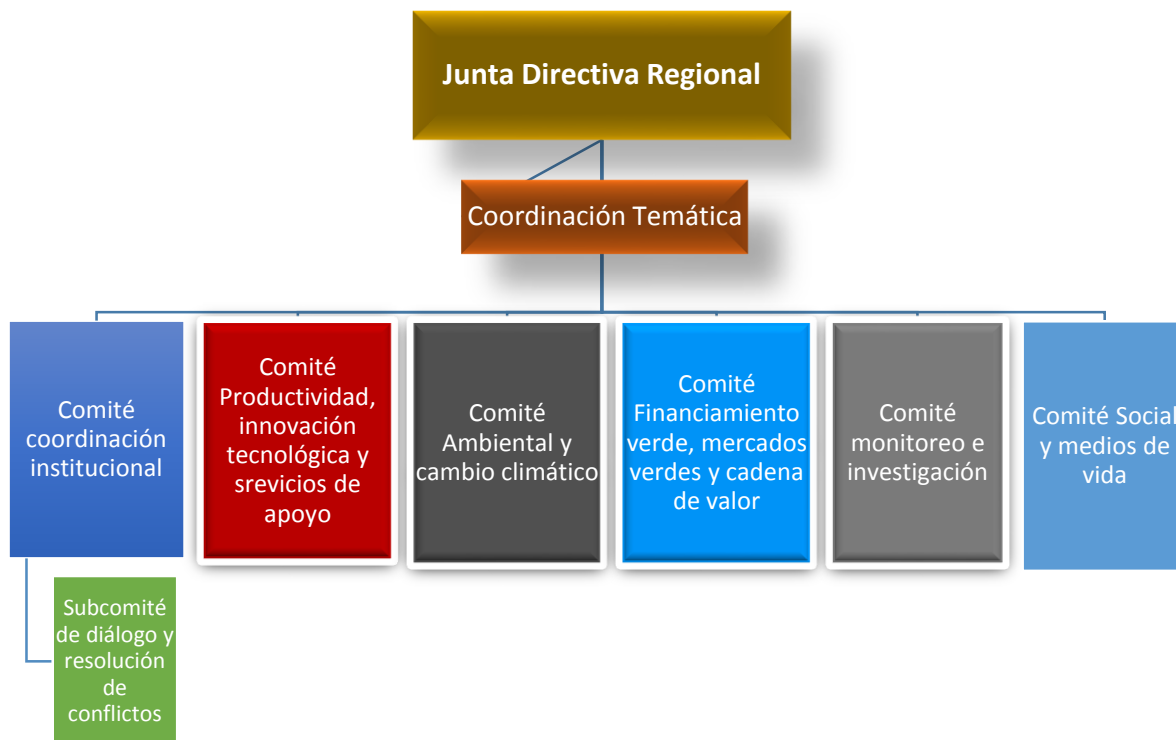 Junta Directiva Regional
Coordinación Temática
Comité
coordinación
institucional
Comité
Productividad,
innovación
tecnológica y
srevicios de
apoyo
Comité
Ambiental y
cambio climático
Comité
Financiamiento
verde, mercados
verdes y cadena
de valor
Comité
monitoreo e
investigación
Comité Social
y medios de
vida
Subcomité
de diálogo y
resolución
de
conflictos